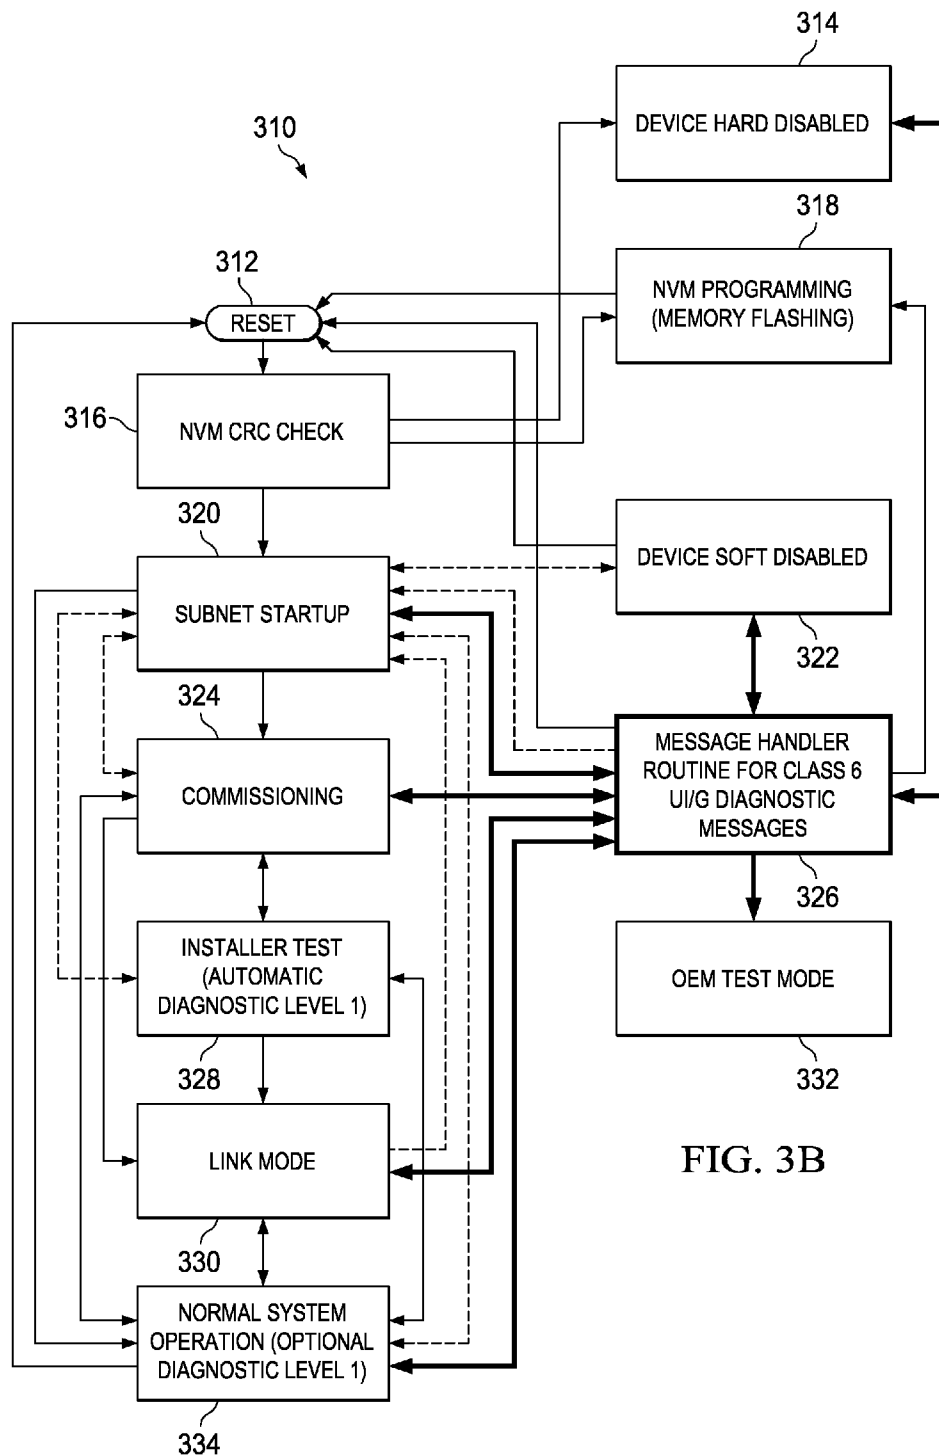 314
DEVICE HARD DISABLED
310
318
NVM PROGRAMMING
(MEMORY FLASHING)
312
RESET
316
NVM CRC CHECK
320
SUBNET STARTUP
DEVICE SOFT DISABLED
322
324
COMMISSIONING
MESSAGE HANDLER
ROUTINE FOR CLASS 6
UI/G DIAGNOSTIC
MESSAGES
326
INSTALLER TEST
(AUTOMATIC
DIAGNOSTIC LEVEL 1)
328
OEM TEST MODE
332
LINK MODE
330
FIG. 3B
NORMAL SYSTEM
OPERATION (OPTIONAL
DIAGNOSTIC LEVEL 1)
334